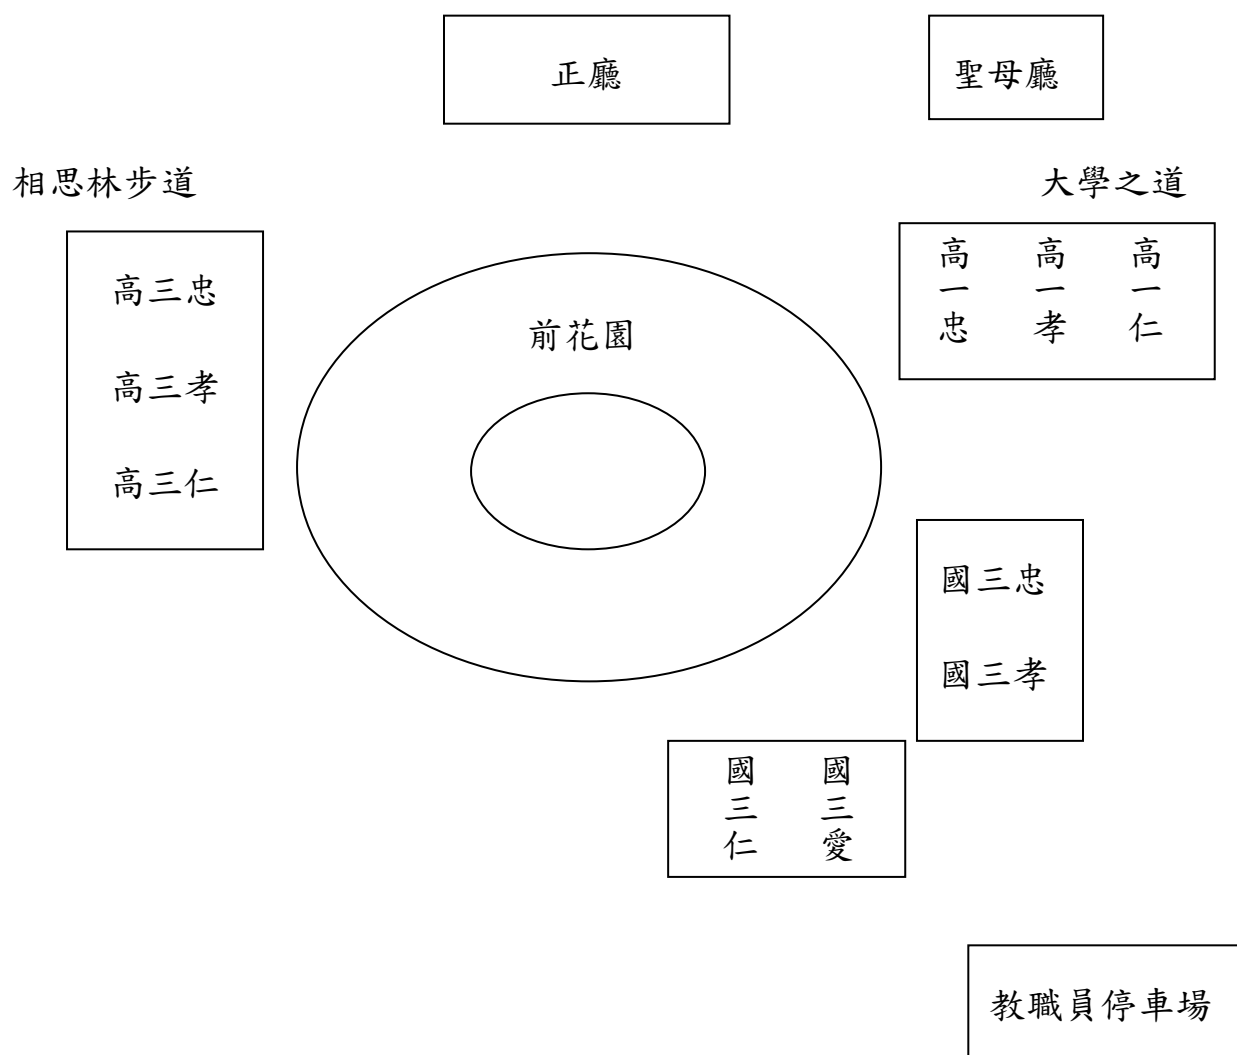 正廳
聖母廳
相思林步道
大學之道
高三忠
高三孝
高三仁
前花園
高一忠
高一孝
高一仁
國三忠
國三孝
國三仁
國三愛
教職員停車場